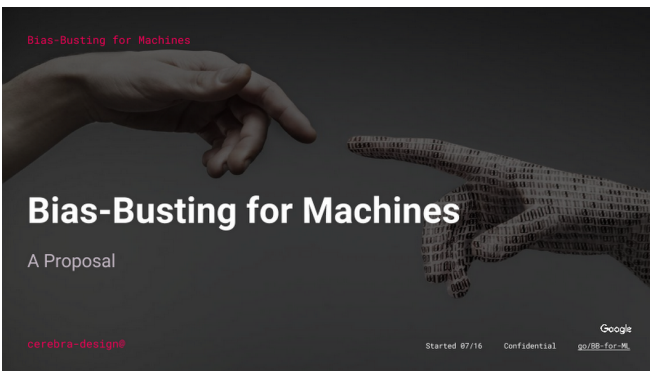 Bias-Busting for Machines
Bias-Busting for Machines
A Proposal
Google
cerebra-design@
Started 07/16 Confidential go/BB-for-ML